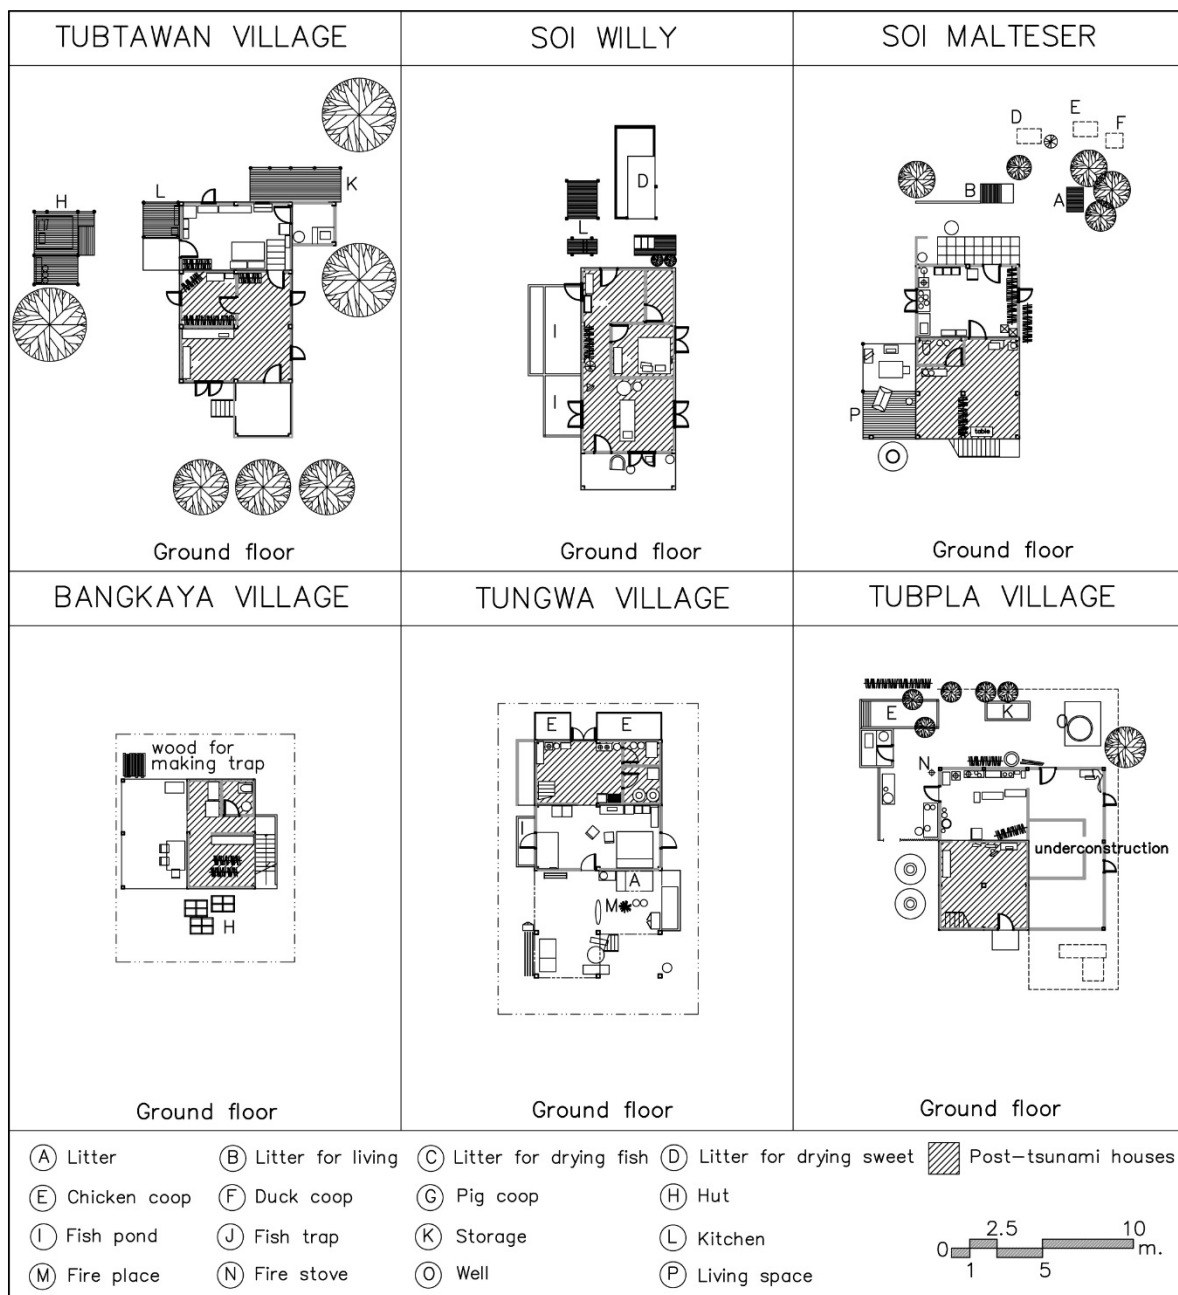 TUBTAWAN VILLAGE
SOI WILLY
SOI MALTESER
H
L
K
D
L
I
I
D
E
F
B
A
P
table
Ground floor
Ground floor
Ground floor
BANGKAYA VILLAGE
TUNGWA VILLAGE
TUBPLA VILLAGE
wood for
making trap
H
E
E
A
M
E
K
N
underconstruction
Ground floor
Ground floor
Ground floor
A Litter
B Litter for living
C Litter for drying fish
D Litter for drying sweet
Post-tsunami houses
E Chicken coop
F Duck coop
G Pig coop
H Hut
I Fish pond
J Fish trap
K Storage
L Kitchen
M Fire place
N Fire stove
O Well
P Living space
2.5 10
0 m.
1 5